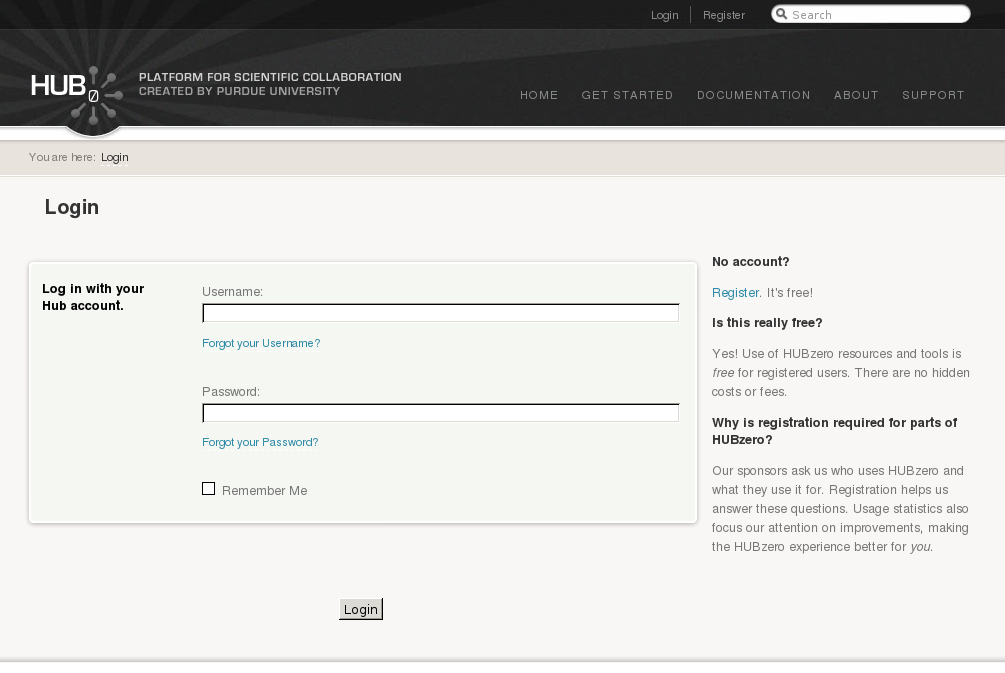 Login
Register
Search
HUB
0
PLATFORM FOR SCIENTIFIC COLLABORATION
CREATED BY PURDUE UNIVERSITY
HOME
GET STARTED
DOCUMENTATION
ABOUT
SUPPORT
You are here: Login
Login
Log in with your
Hub account.
Username:
Forgot your Username?
Password:
Forgot your Password?
Remember Me
Login
No account?
Register. It's free!
Is this really free?
Yes! Use of HUBzero resources and tools is
free for registered users. There are no hidden
costs or fees.
Why is registration required for parts of
HUBzero?
Our sponsors ask us who uses HUBzero and
what they use it for. Registration helps us
answer these questions. Usage statistics also
focus our attention on improvements, making
the HUBzero experience better for you.